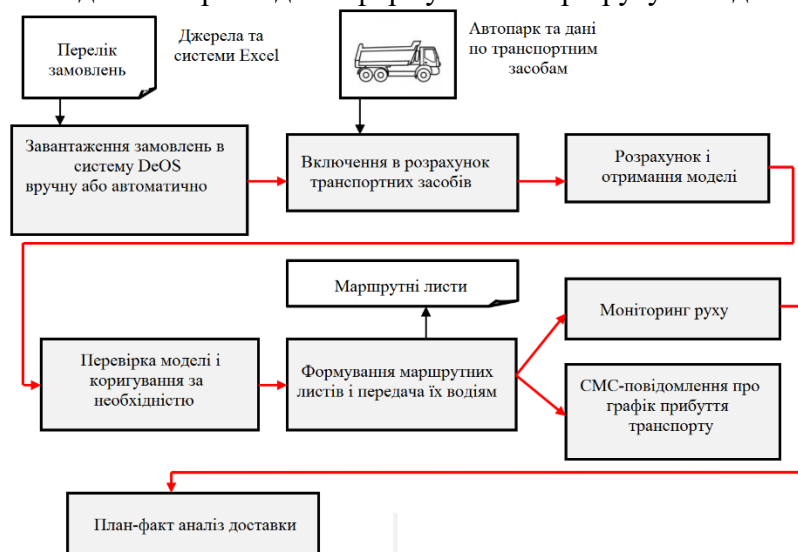 Перелік
замовлень
Джерела та
системи Excel
Автопарк та дані
по транспортним
засобам
Завантаження замовлень в
систему DeOS
вручну або автоматично
Включення в розрахунок
транспортних засобів
Розрахунок і
отримання моделі
Маршрутні листи
Моніторинг руху
Перевірка моделі і
коригування за
необхідністю
Формування маршрутних
листів і передача їх водіям
СМС-повідомлення про
графік прибуття
транспорту
План-факт аналіз доставки